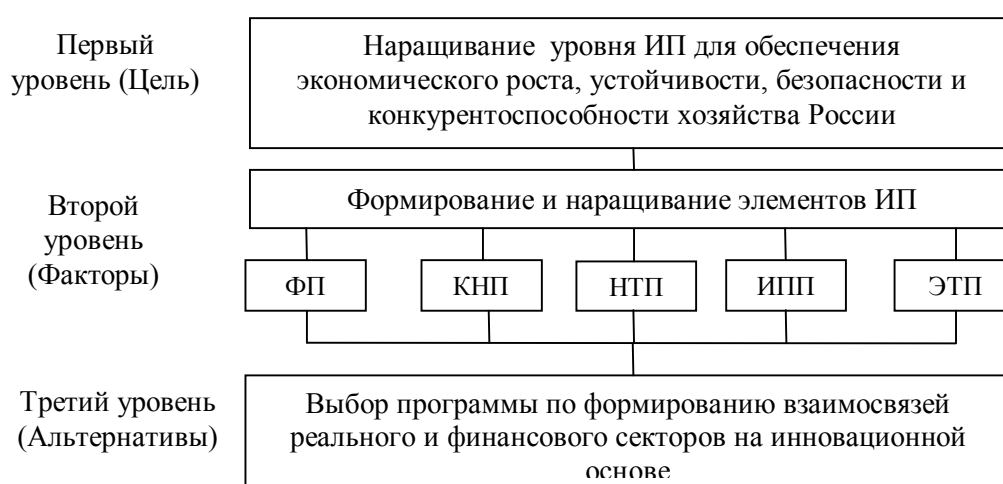 Первый
уровень (Цель)
Наращивание уровня ИП для обеспечения
экономического роста, устойчивости, безопасности и
конкурентоспособности хозяйства России
Второй
уровень
(Факторы)
Формирование и наращивание элементов ИП
ФП
КНП
НТП
ИПП
ЭТП
Третий уровень
(Альтернативы)
Выбор программы по формированию взаимосвязей
реального и финансового секторов на инновационной
основе